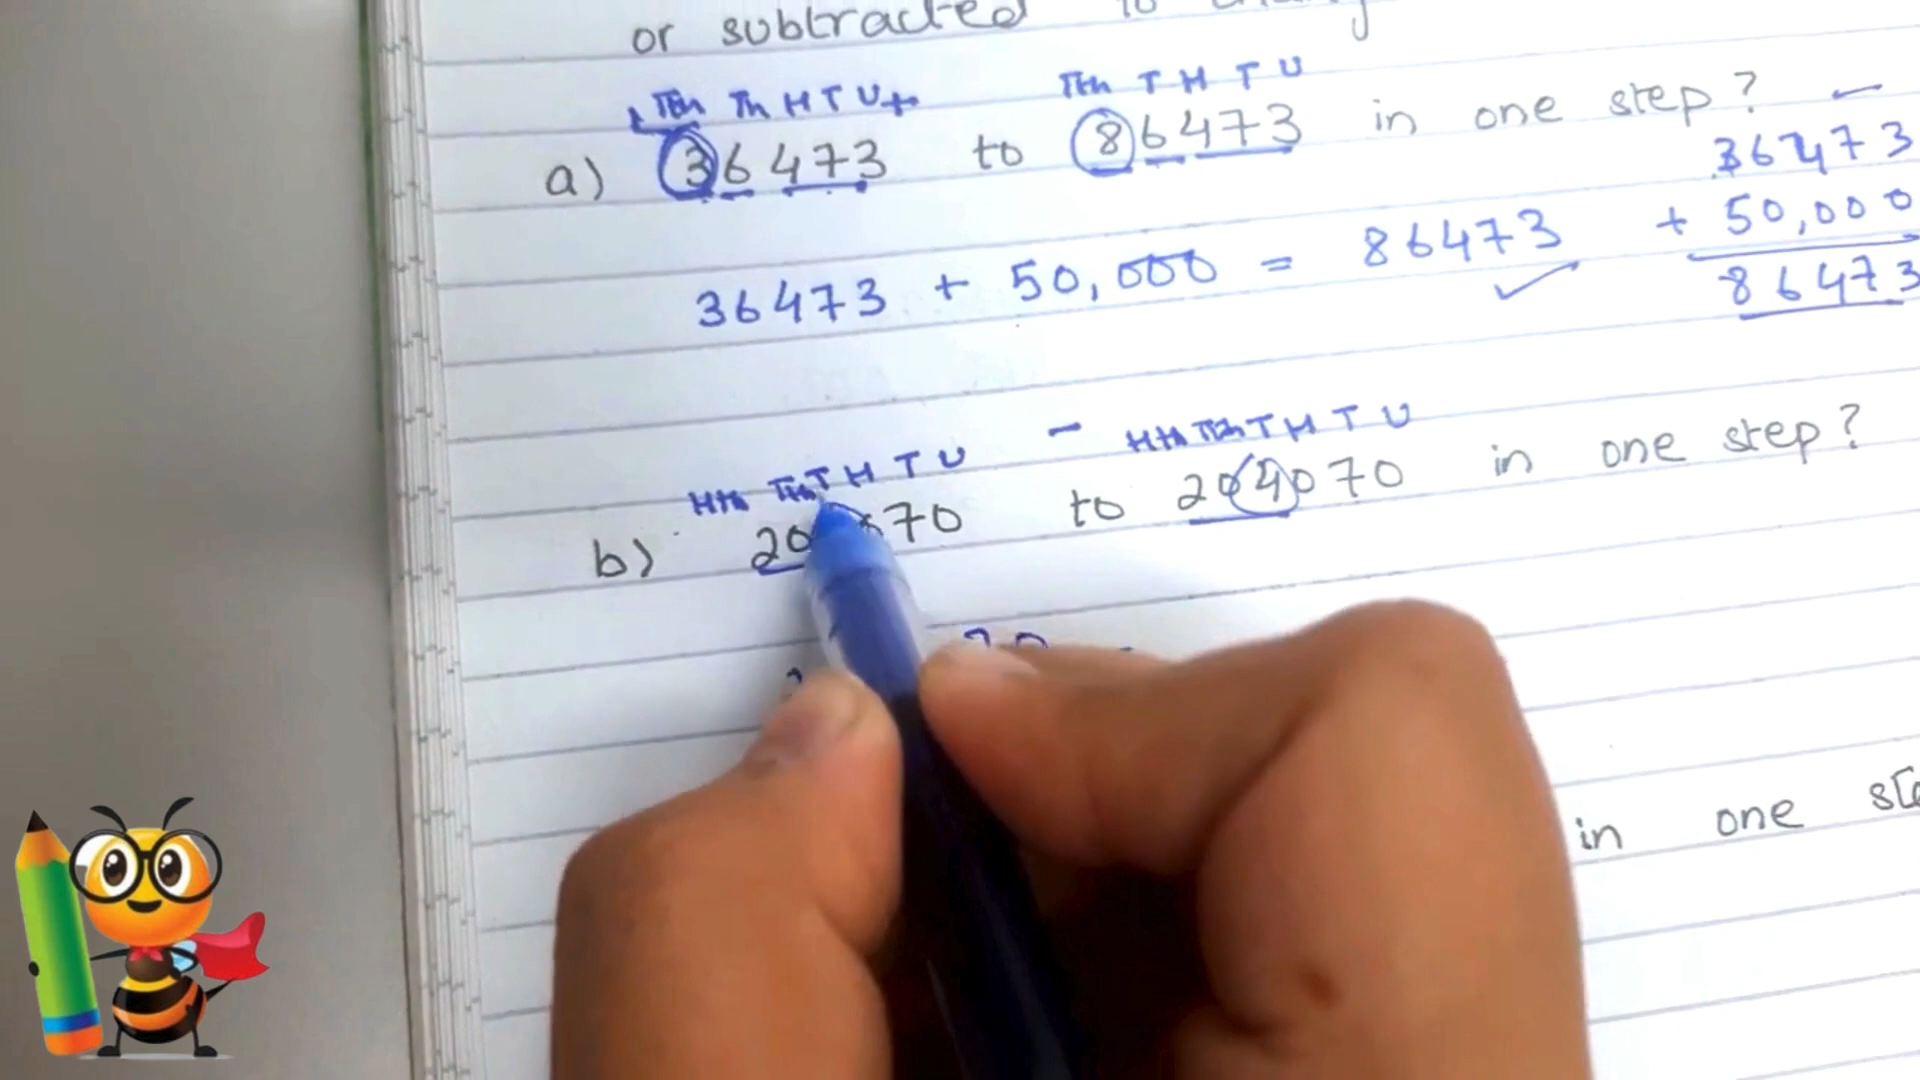 or subtracted to
TTh Th H T U + TTh T H T U
a) 36473 to 86473 in one step? -
36473
36473 + 50,000 = 86473 ✓ + 50,000
86473
HTh TTh T H T U - HTh TTh T H T U
b) 70 to 204070 in one step?
in one